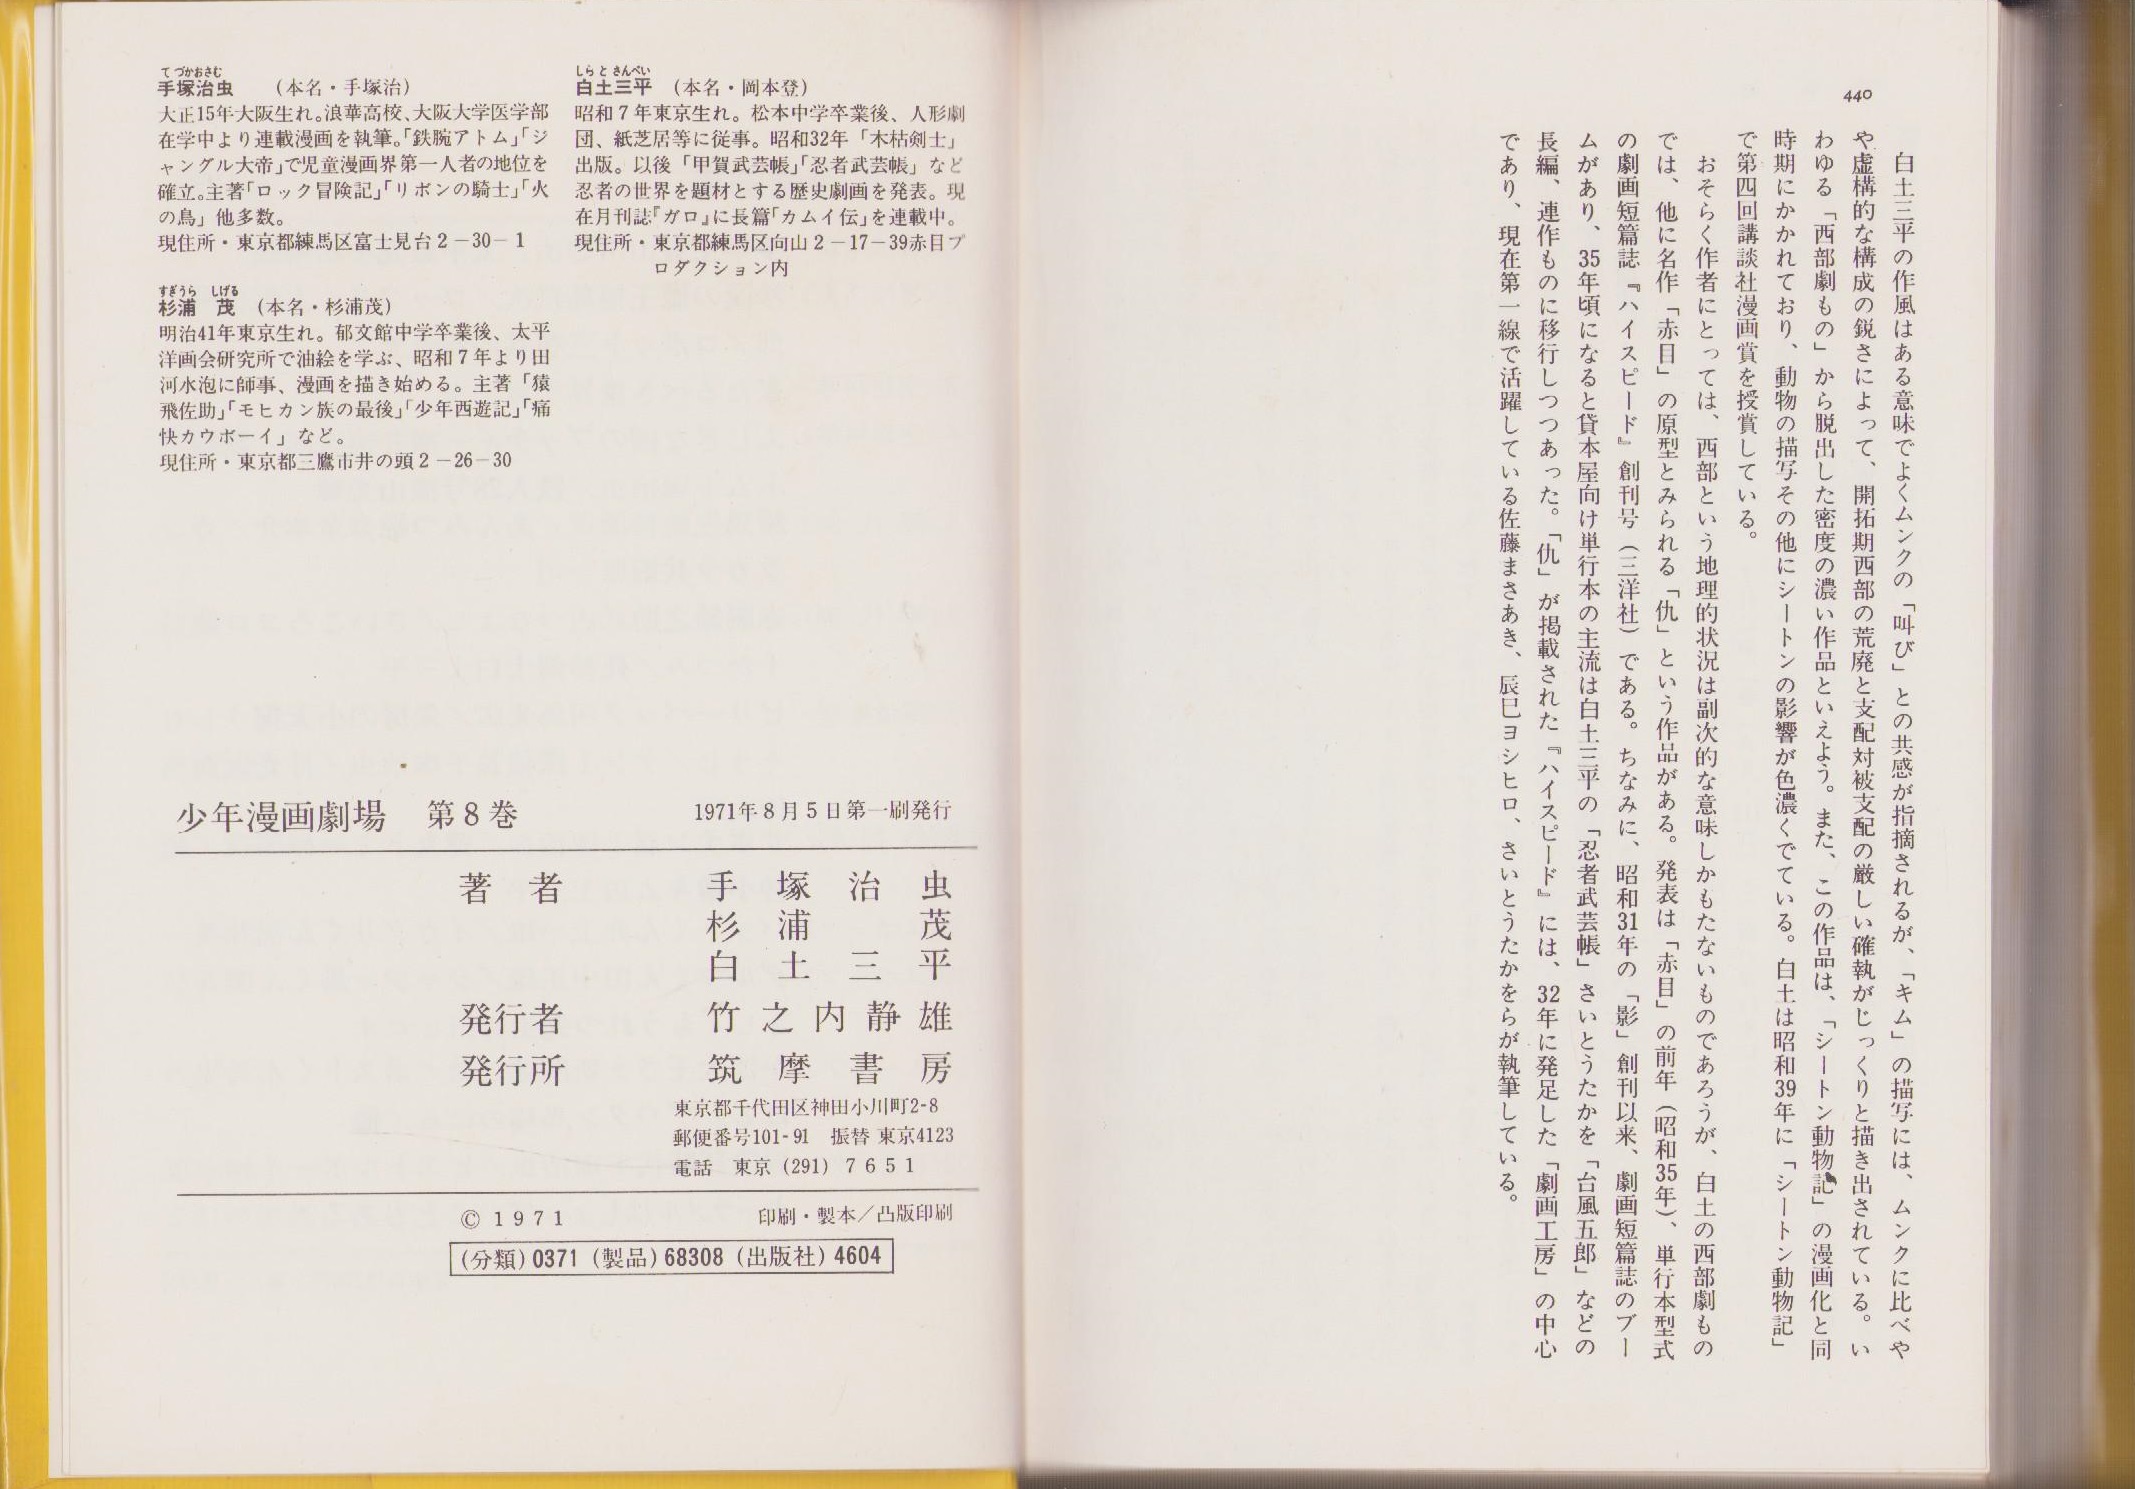 440
白土三平の作風はある意味でよくムンクの「叫び」との共感が指摘されるが、「キム」の描写には、ムンクに比べや
や虚構的な構成の鋭さによって、開拓期西部の荒廃と支配対被支配の厳しい確執がじっくりと描き出されている。い
わゆる「西部劇もの」から脱出した密度の濃い作品といえよう。また、この作品は、「シートン動物記」の漫画化と同
時期にかかれており、動物の描写その他にシートンの影響が色濃くでている。白土は昭和39年に「シートン動物記」
で第四回講談社漫画賞を授賞している。
おそらく作者にとっては、西部という地理的状況は副次的な意味しかもたないものであろうが、白土の西部劇もの
では、他に名作「赤目」の原型とみられる「仇」という作品がある。発表は「赤目」の前年（昭和35年）、単行本型式
の劇画短篇誌『ハイスピード』創刊号（三洋社）である。ちなみに、昭和31年の「影」創刊以来、劇画短篇誌のブー
ムがあり、35年頃になると貸本屋向け単行本の主流は白土三平の「忍者武芸帳」さいとうたかを「台風五郎」などの
長編、連作ものに移行しつつあった。「仇」が掲載された『ハイスピード』には、32年に発足した「劇画工房」の中心
であり、現在第一線で活躍している佐藤まさあき、辰巳ヨシヒロ、さいとうたかをらが執筆している。
てづかおさむ
手塚治虫　（本名・手塚治）
大正15年大阪生れ。浪華高校、大阪大学医学部
在学中より連載漫画を執筆。「鉄腕アトム」「ジ
ャングル大帝」で児童漫画界第一人者の地位を
確立。主著「ロック冒険記」「リボンの騎士」「火
の鳥」他多数。
現住所・東京都練馬区富士見台2－30－1
すぎうら　しげる
杉浦　茂　（本名・杉浦茂）
明治41年東京生れ。郁文館中学卒業後、太平
洋画会研究所で油絵を学ぶ、昭和7年より田
河水泡に師事、漫画を描き始める。主著「猿
飛佐助」「モヒカン族の最後」「少年西遊記」「痛
快カウボーイ」など。
現住所・東京都三鷹市井の頭2－26－30
しらと さんぺい
白土三平　（本名・岡本登）
昭和7年東京生れ。松本中学卒業後、人形劇
団、紙芝居等に従事。昭和32年「木枯剣士」
出版。以後「甲賀武芸帳」「忍者武芸帳」など
忍者の世界を題材とする歴史劇画を発表。現
在月刊誌『ガロ』に長篇「カムイ伝」を連載中。
現住所・東京都練馬区向山2－17－39赤目プ
ロダクション内
少年漫画劇場　第8巻　1971年8月5日第一刷発行
著者　手塚治虫
杉浦茂
白土三平
発行者　竹之内静雄
発行所　筑摩書房
東京都千代田区神田小川町2-8
郵便番号101-91　振替 東京4123
電話　東京（291）7651
© 1971　印刷・製本／凸版印刷
(分類)0371 (製品)68308 (出版社)4604